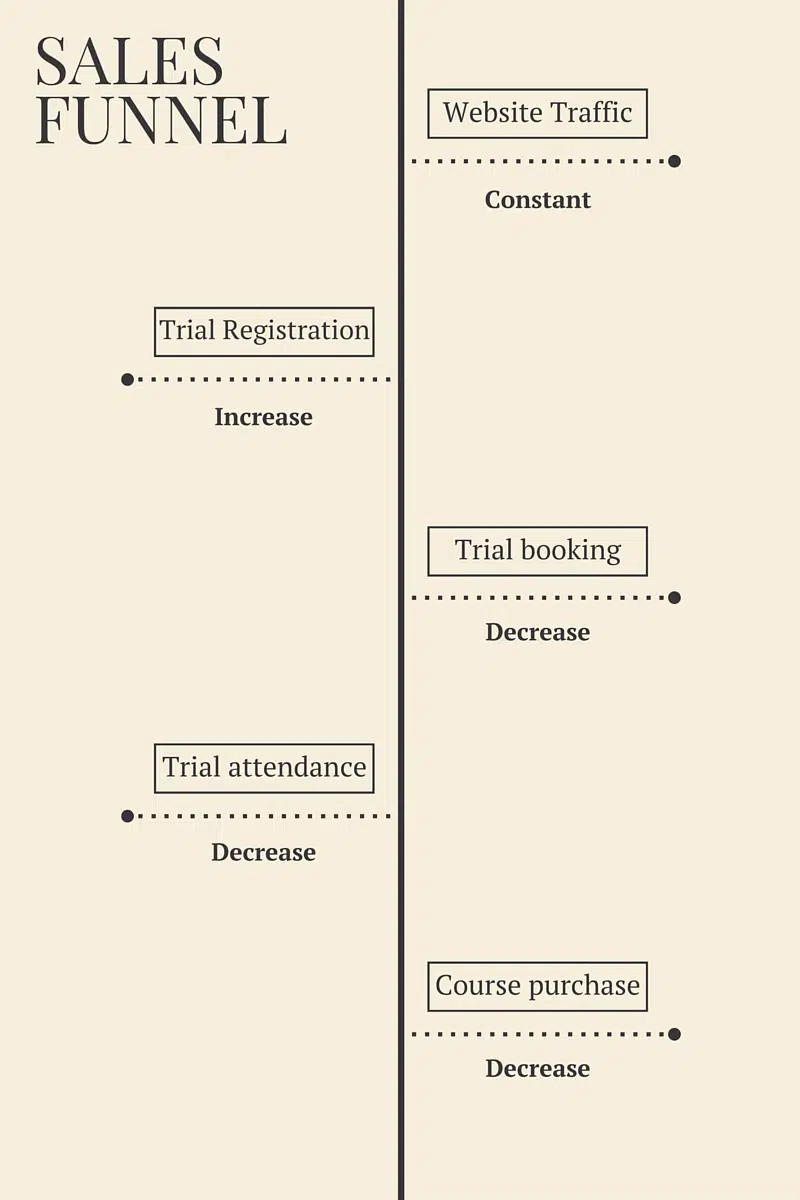 SALES
FUNNEL
Website Traffic
Constant
Trial Registration
Increase
Trial booking
Decrease
Trial attendance
Decrease
Course purchase
Decrease